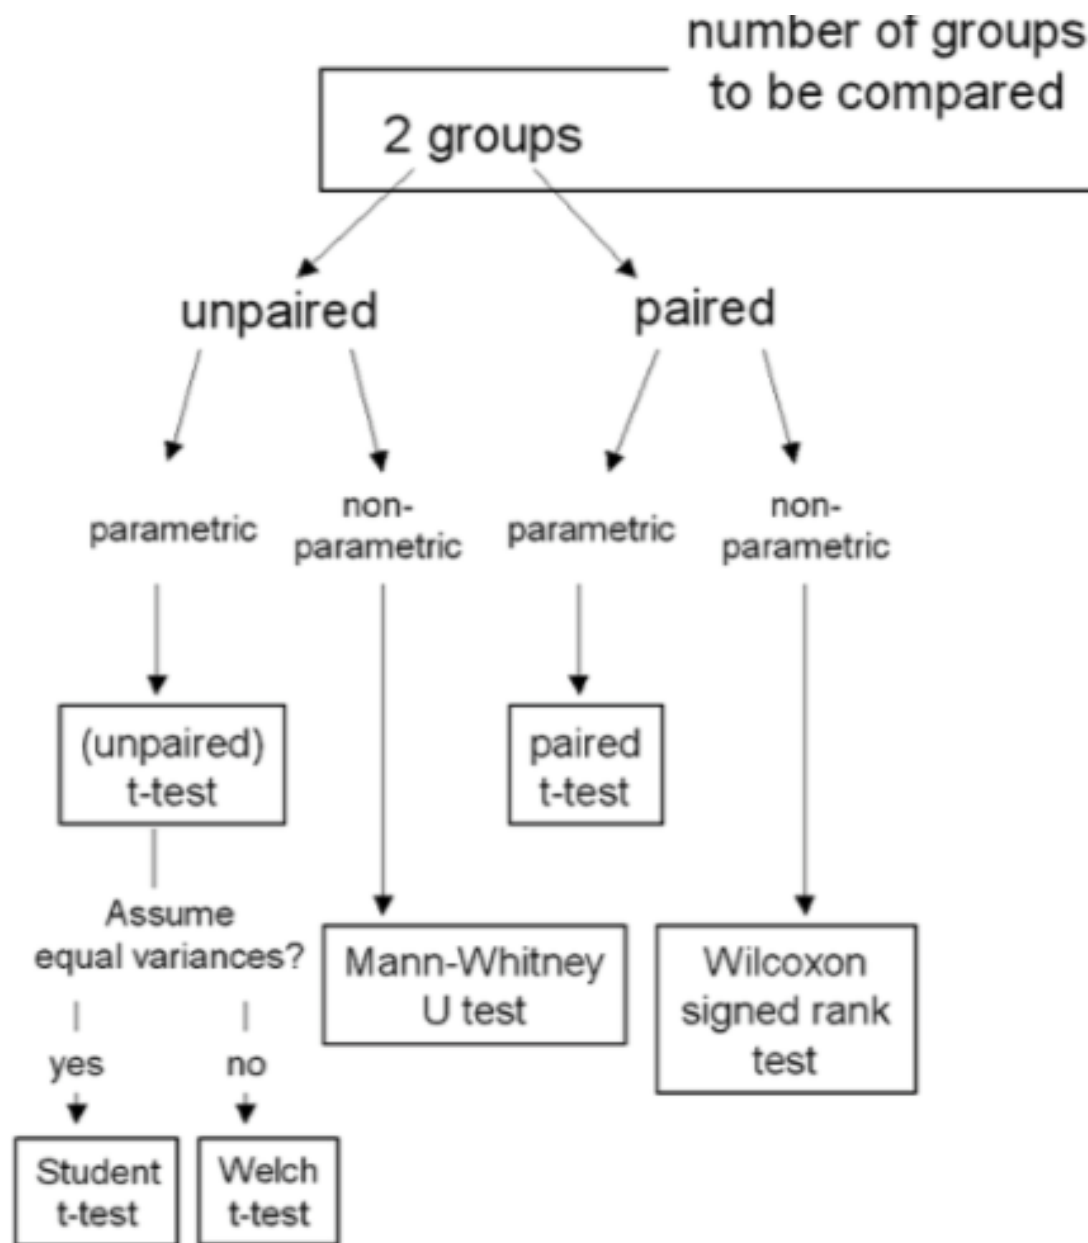 number of groups
to be compared
2 groups
unpaired
paired
parametric
non-
parametric
parametric
non-
parametric
(unpaired)
t-test
paired
t-test
Assume
equal variances?
Mann-Whitney
U test
Wilcoxon
signed rank
test
yes
no
Student
t-test
Welch
t-test